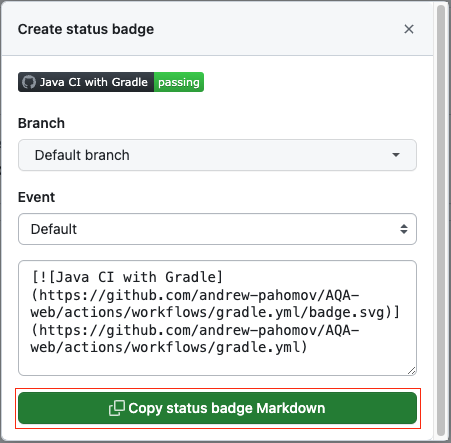 Create status badge
Java CI with Gradle passing
Branch
Default branch
Event
Default
[![Java CI with Gradle]
(https://github.com/andrew-pahomov/AQA-
web/actions/workflows/gradle.yml/badge.svg)]
(https://github.com/andrew-pahomov/AQA-
web/actions/workflows/gradle.yml)
Copy status badge Markdown